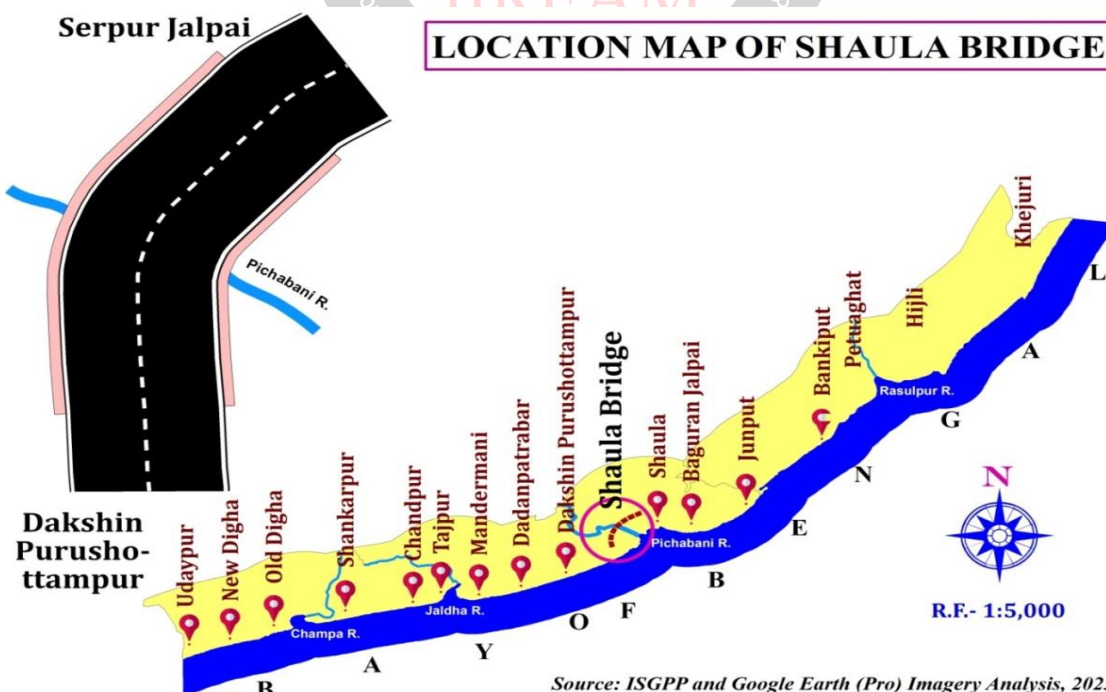 Serpur Jalpai
LOCATION MAP OF SHAULA BRIDGE
Pichabani R.
Dakshin
Purusho-
ttampur
Udaypur
New Digha
Old Digha
Shankarpur
Chandpur
Tajpur
Mandermani
Dadanpatrabar
Dakshin Purushottampur
Shaula Bridge
Shaula
Baguran Jalpai
Junput
Bankiput
Petuaghat
Hijli
Khejuri
Champa R.
Jaldha R.
Pichabani R.
Rasulpur R.
B A Y O F B E N G A L
N
R.F.- 1:5,000
Source: ISGPP and Google Earth (Pro) Imagery Analysis,